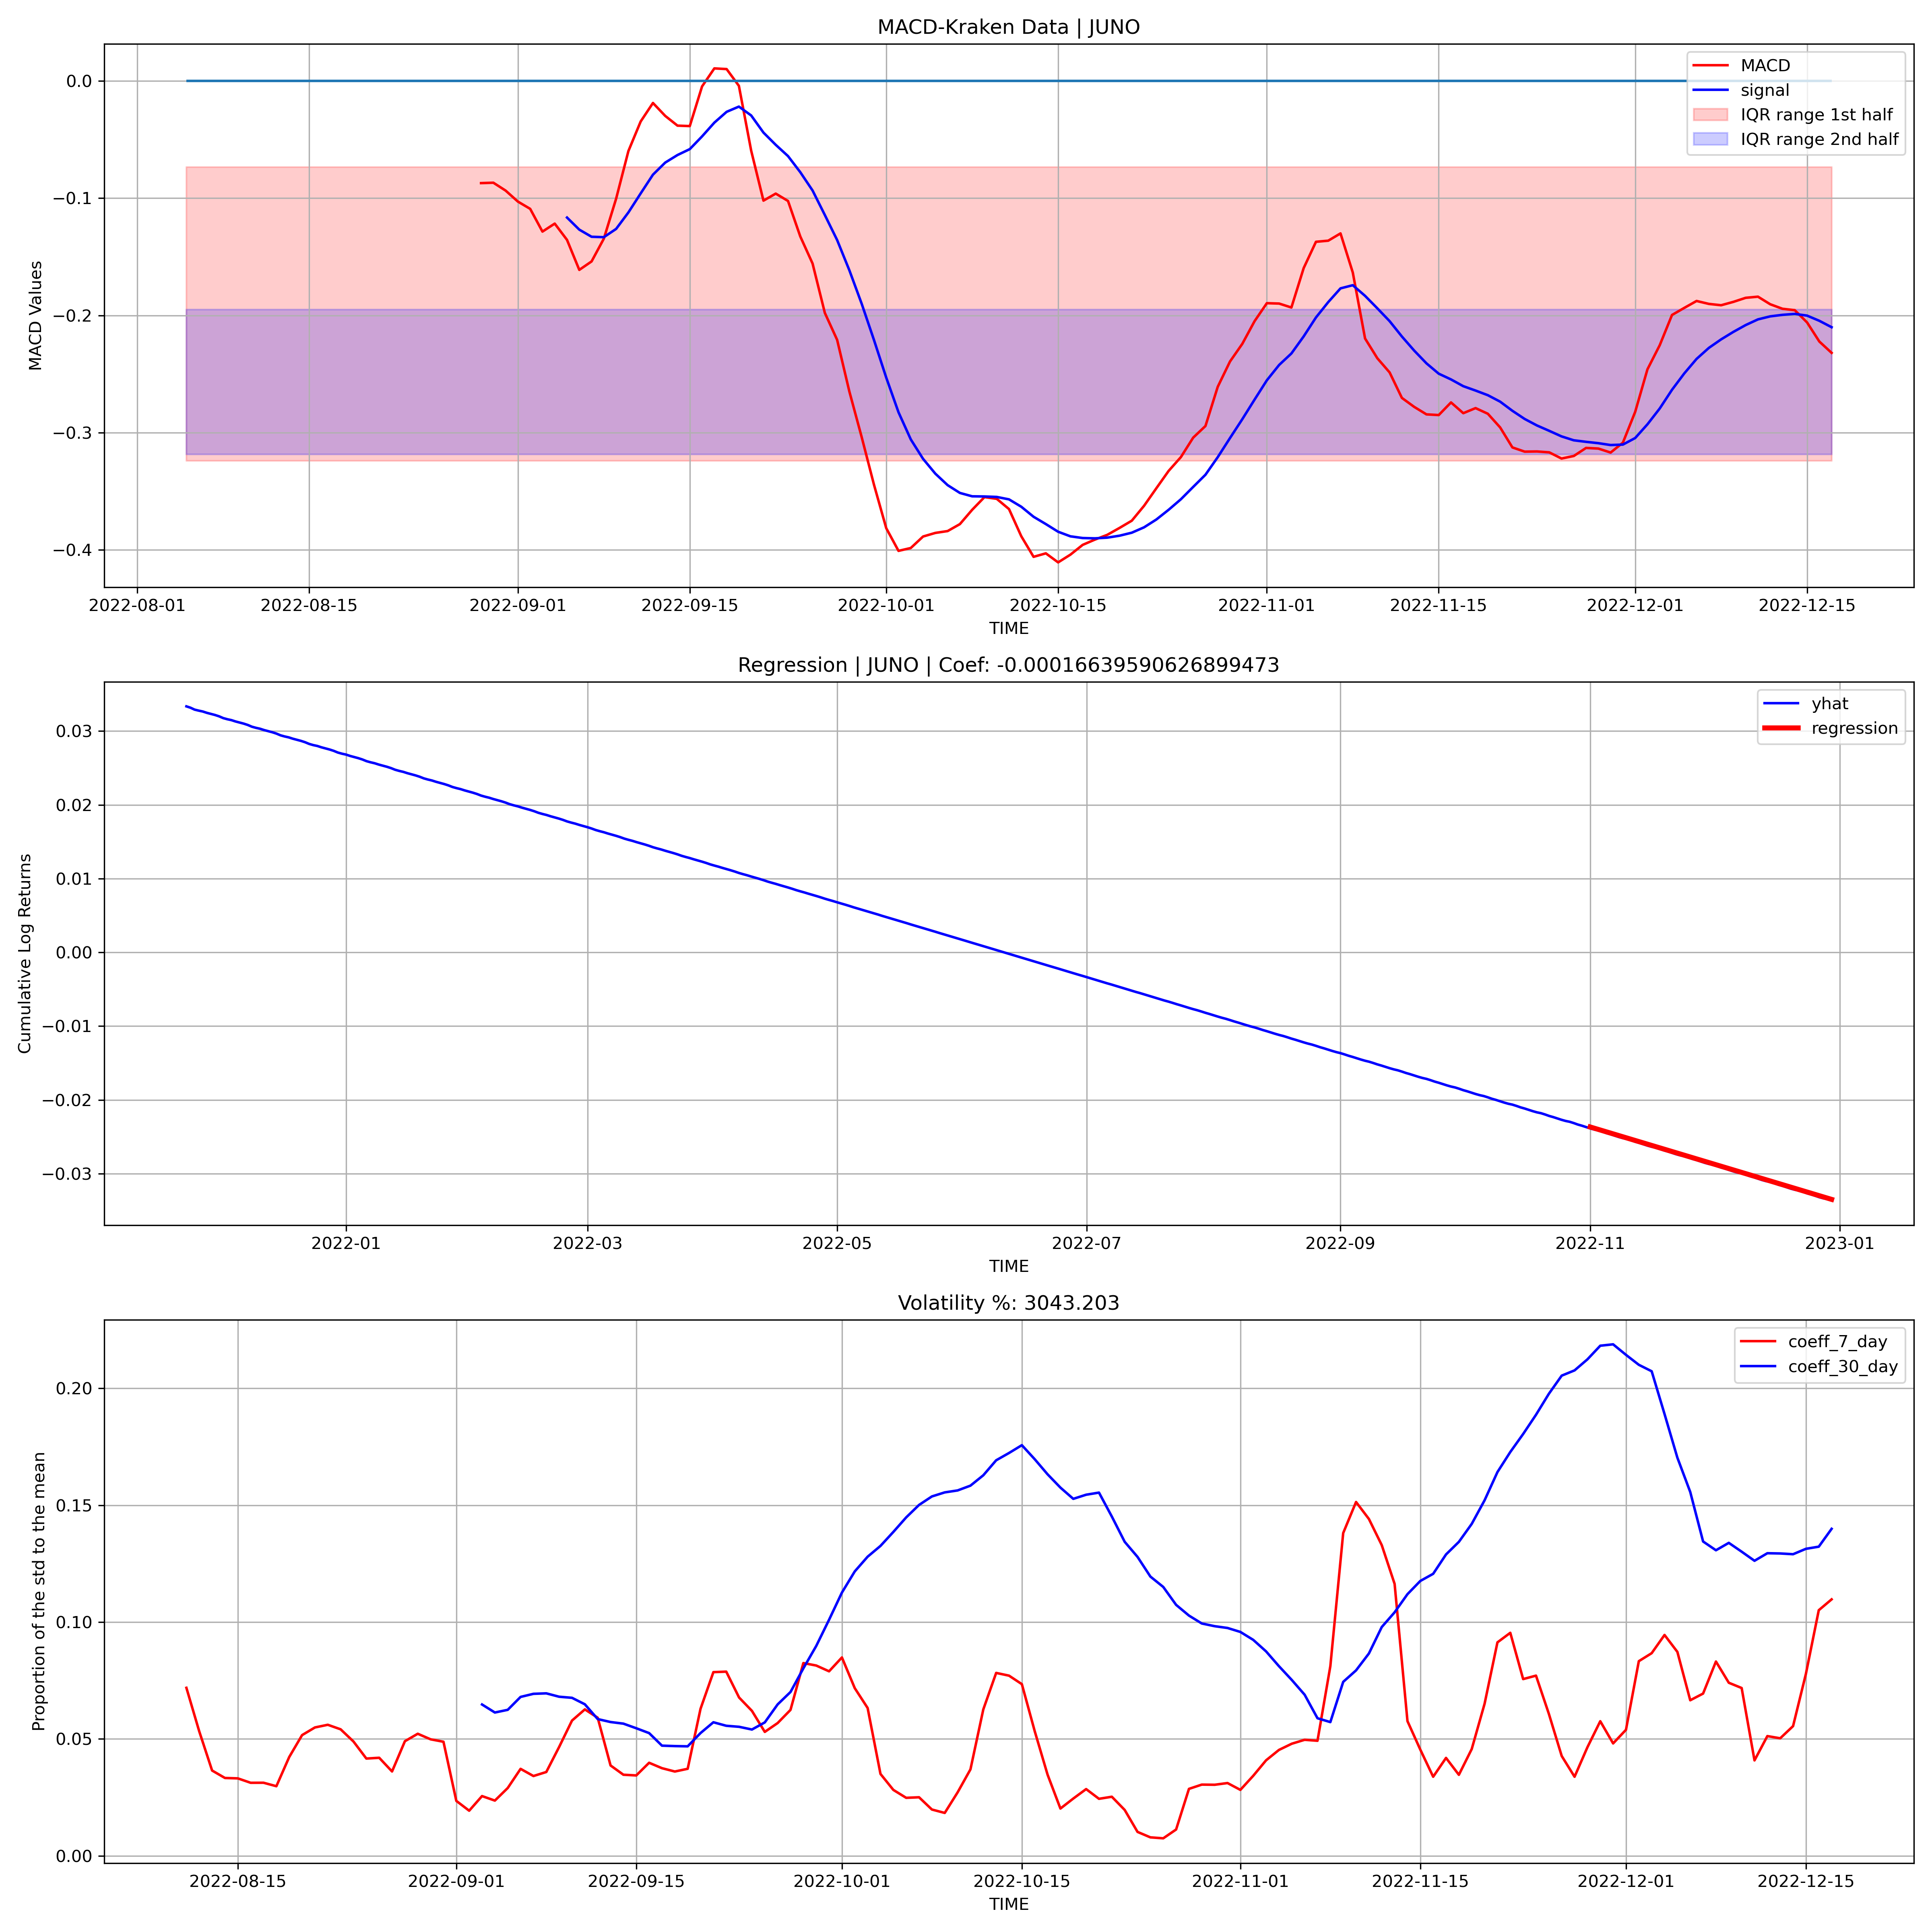 MACD-Kraken Data | JUNO
MACD Values
0.0
−0.1
−0.2
−0.3
−0.4
MACD
signal
IQR range 1st half
IQR range 2nd half
2022-08-01 2022-08-15 2022-09-01 2022-09-15 2022-10-01 2022-10-15 2022-11-01 2022-11-15 2022-12-01 2022-12-15
TIME
Regression | JUNO | Coef: -0.00016639590626899473
Cumulative Log Returns
0.03
0.02
0.01
0.00
−0.01
−0.02
−0.03
yhat
regression
2022-01 2022-03 2022-05 2022-07 2022-09 2022-11 2023-01
TIME
Volatility %: 3043.203
Proportion of the std to the mean
0.20
0.15
0.10
0.05
0.00
coeff_7_day
coeff_30_day
2022-08-15 2022-09-01 2022-09-15 2022-10-01 2022-10-15 2022-11-01 2022-11-15 2022-12-01 2022-12-15
TIME